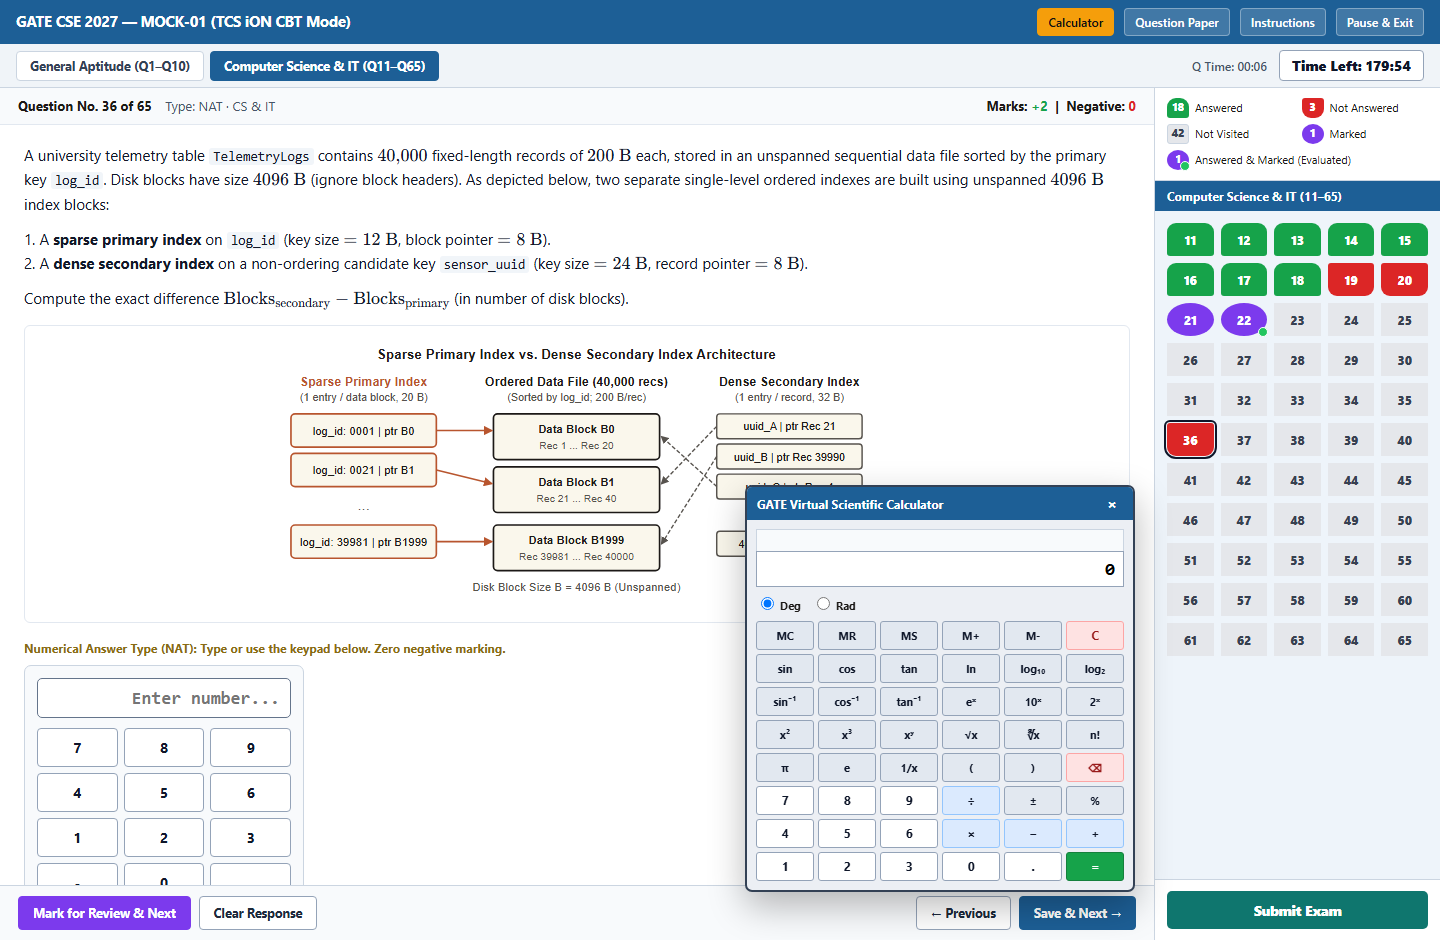 GATE CSE 2027 — MOCK-01 (TCS iON CBT Mode)
Calculator
Question Paper
Instructions
Pause & Exit
General Aptitude (Q1–Q10)
Computer Science & IT (Q11–Q65)
Q Time: 00:06
Time Left: 179:54
Question No. 36 of 65 Type: NAT · CS & IT
Marks: +2 | Negative: 0
A university telemetry table TelemetryLogs contains 40,000 fixed-length records of 200 B each, stored in an unspanned sequential data file sorted by the primary
key log_id. Disk blocks have size 4096 B (ignore block headers). As depicted below, two separate single-level ordered indexes are built using unspanned 4096 B
index blocks:
1. A sparse primary index on log_id (key size = 12 B, block pointer = 8 B).
2. A dense secondary index on a non-ordering candidate key sensor_uuid (key size = 24 B, record pointer = 8 B).
Compute the exact difference Blocks_secondary − Blocks_primary (in number of disk blocks).
Sparse Primary Index vs. Dense Secondary Index Architecture
Sparse Primary Index
(1 entry / data block, 20 B)
log_id: 0001 | ptr B0
log_id: 0021 | ptr B1
...
log_id: 39981 | ptr B1999
Ordered Data File (40,000 recs)
(Sorted by log_id; 200 B/rec)
Data Block B0
Rec 1 ... Rec 20
Data Block B1
Rec 21 ... Rec 40
Data Block B1999
Rec 39981 ... Rec 40000
Disk Block Size B = 4096 B (Unspanned)
Dense Secondary Index
(1 entry / record, 32 B)
uuid_A | ptr Rec 21
uuid_B | ptr Rec 39990
4
Numerical Answer Type (NAT): Type or use the keypad below. Zero negative marking.
Enter number...
7 8 9
4 5 6
1 2 3
0
GATE Virtual Scientific Calculator ×
0
Deg Rad
MC MR MS M+ M- C
sin cos tan ln log₁₀ log₂
sin⁻¹ cos⁻¹ tan⁻¹ eˣ 10ˣ 2ˣ
x² x³ xʸ √x ʸ√x n!
π e 1/x ( ) ⌫
7 8 9 ÷ ± %
4 5 6 × − +
1 2 3 0 . =
Mark for Review & Next
Clear Response
← Previous
Save & Next →
18 Answered
3 Not Answered
42 Not Visited
1 Marked
1 Answered & Marked (Evaluated)
Computer Science & IT (11–65)
11 12 13 14 15
16 17 18 19 20
21 22 23 24 25
26 27 28 29 30
31 32 33 34 35
36 37 38 39 40
41 42 43 44 45
46 47 48 49 50
51 52 53 54 55
56 57 58 59 60
61 62 63 64 65
Submit Exam